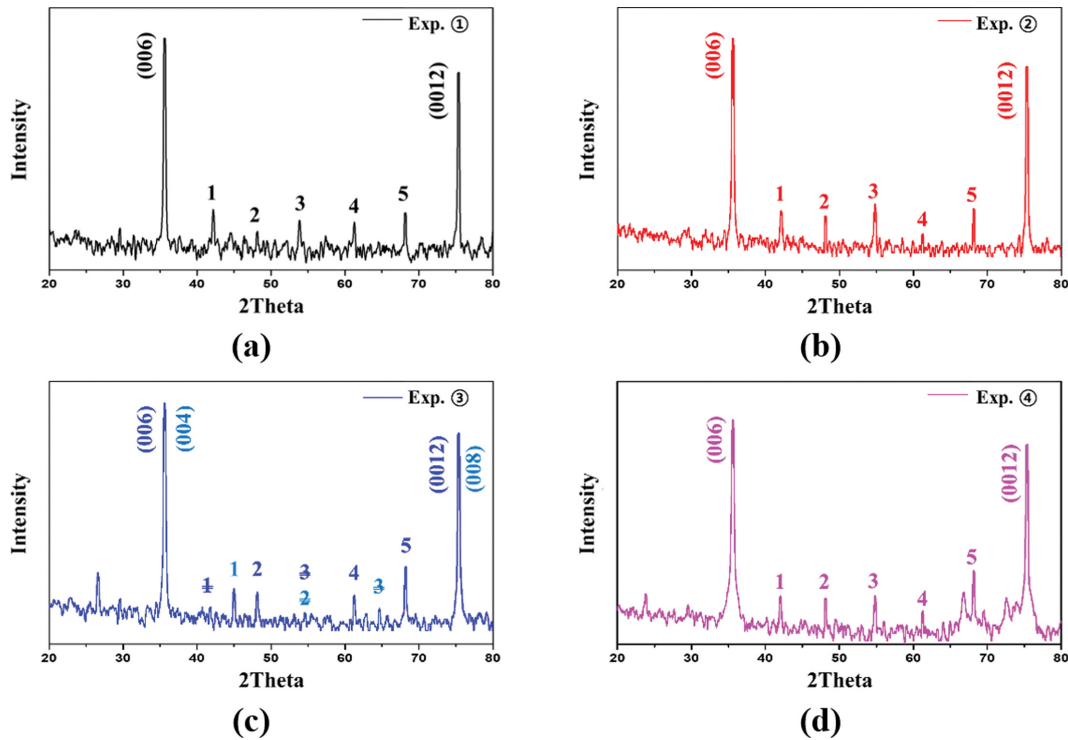 Exp. ①
(006)
(0012)
1 2 3 4 5
Intensity
20 30 40 50 60 70 80
2Theta
(a)
Exp. ②
(006)
(0012)
1 2 3 4 5
Intensity
20 30 40 50 60 70 80
2Theta
(b)
Exp. ③
(006) (004)
(0012) (008)
1 1 2 3 2 4 3 5
Intensity
20 30 40 50 60 70 80
2Theta
(c)
Exp. ④
(006)
(0012)
1 2 3 4 5
Intensity
20 30 40 50 60 70 80
2Theta
(d)